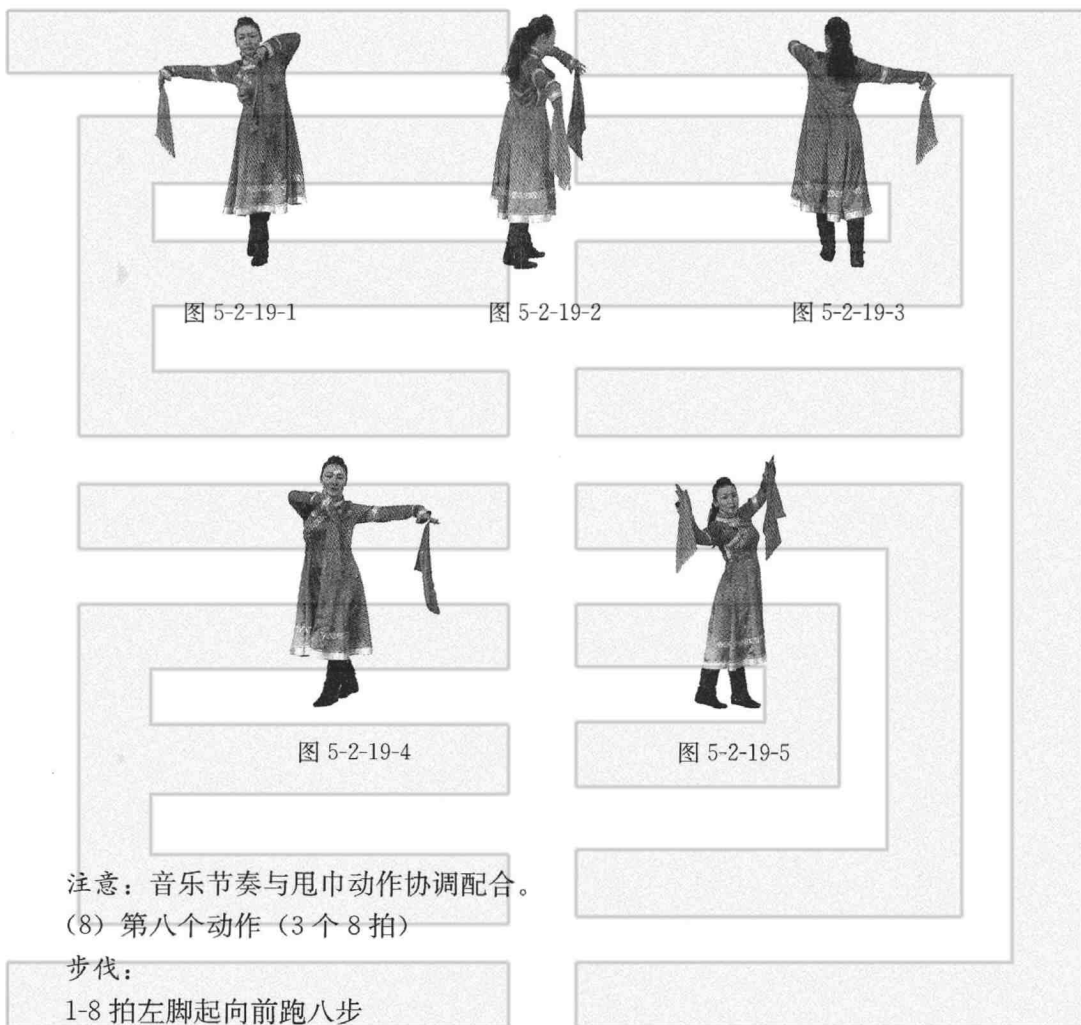 图 5-2-19-1
图 5-2-19-2
图 5-2-19-3
图 5-2-19-4
图 5-2-19-5
注意：音乐节奏与甩巾动作协调配合。
(8) 第八个动作（3 个 8 拍）
步伐：
1-8 拍左脚起向前跑八步